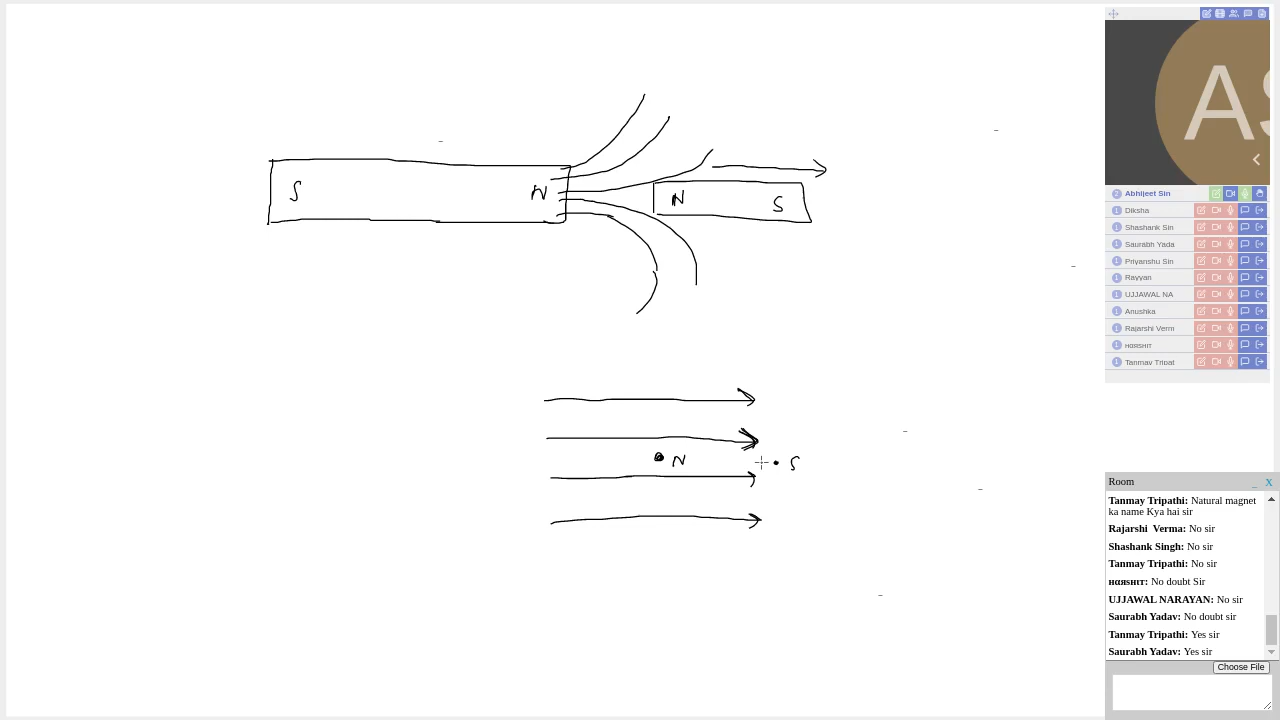 S
N
N
S
N
S
AS
Abhijeet Sin
Diksha
Shashank Sin
Saurabh Yada
Priyanshu Sin
Rayyan
UJJAWAL NA
Anushka
Rajarshi Verm
нαяѕнιт
Tanmay Tripat
Room
_ X
Tanmay Tripathi: Natural magnet
ka name Kya hai sir
Rajarshi Verma: No sir
Shashank Singh: No sir
Tanmay Tripathi: No sir
нαяѕнιт: No doubt Sir
UJJAWAL NARAYAN: No sir
Saurabh Yadav: No doubt sir
Tanmay Tripathi: Yes sir
Saurabh Yadav: Yes sir
Choose File